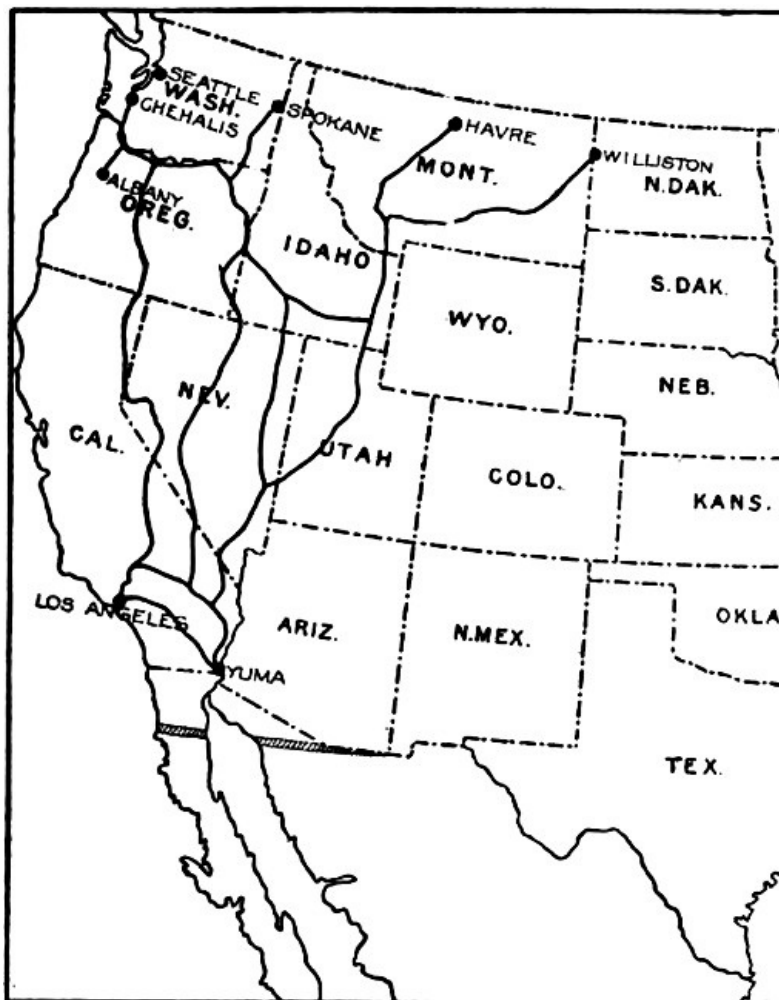 SEATTLE
WASH.
CHEHALIS
SPOKANE
HAVRE
WILLISTON
MONT.
N.DAK.
ALBANY
OREG.
IDAHO
S.DAK.
WYO.
NEV.
NEB.
CAL.
UTAH
COLO.
KANS.
LOS ANGELES
ARIZ.
N.MEX.
OKLA
YUMA
TEX.